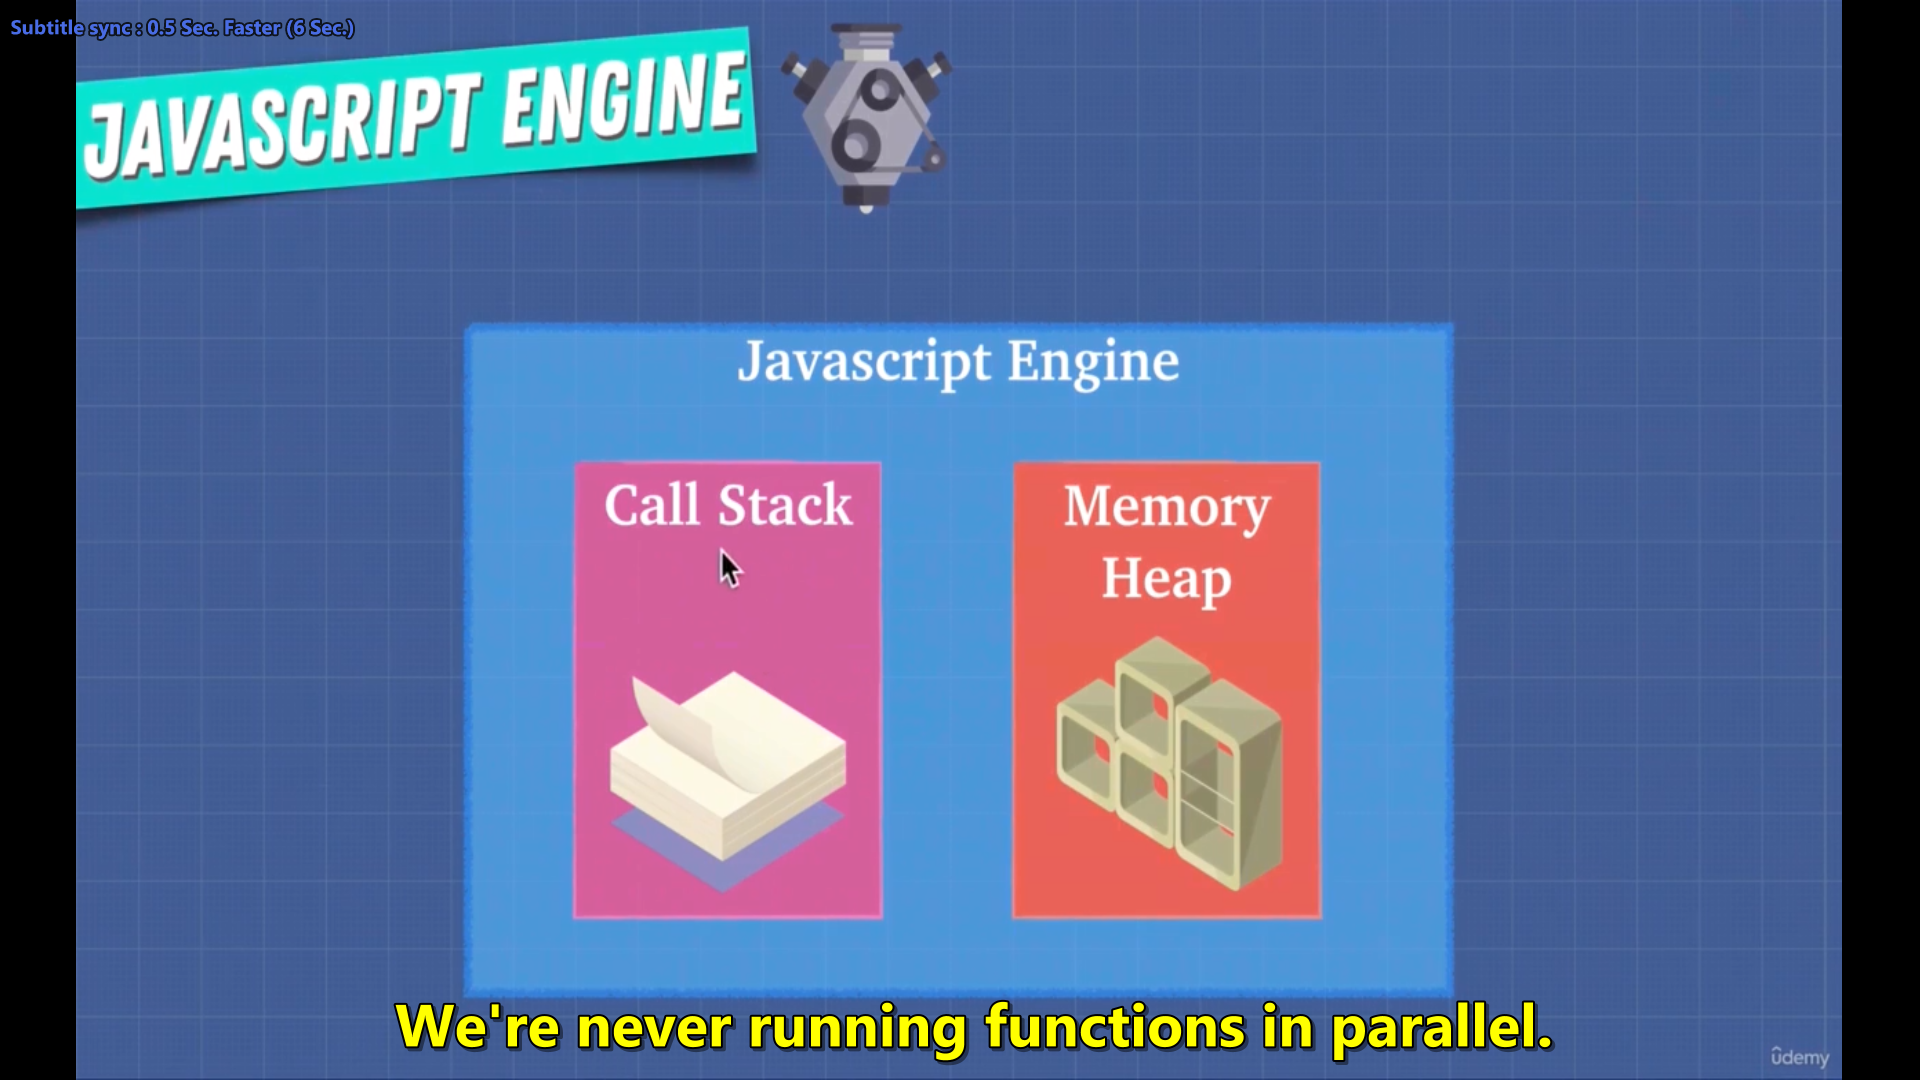 Subtitle sync : 0.5 Sec. Faster (6 Sec.)
JAVASCRIPT ENGINE
Javascript Engine
Call Stack
Memory
Heap
We're never running functions in parallel.
ûdemy